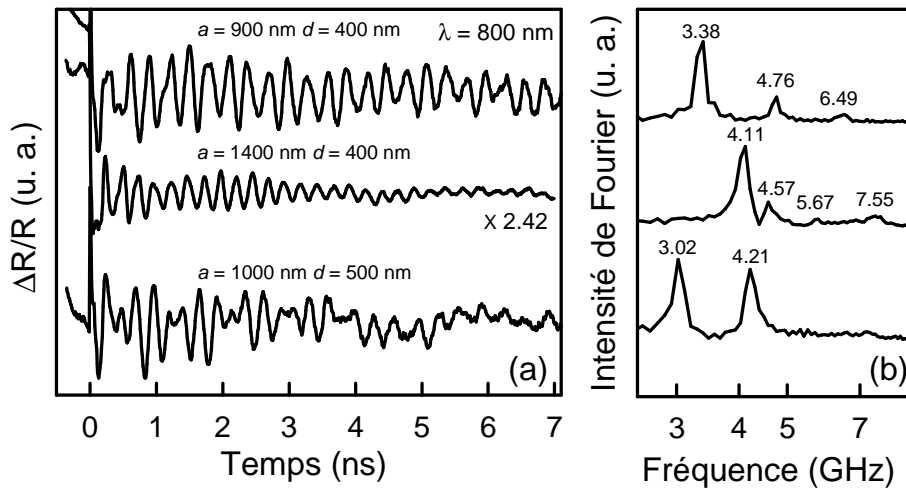 a = 900 nm d = 400 nm
λ = 800 nm
a = 1400 nm d = 400 nm
X 2.42
a = 1000 nm d = 500 nm
(a)
ΔR/R (u. a.)
0 1 2 3 4 5 6 7
Temps (ns)
3.38
4.76
6.49
4.11
4.57
5.67
7.55
3.02
4.21
(b)
Intensité de Fourier (u. a.)
3 4 5 7
Fréquence (GHz)